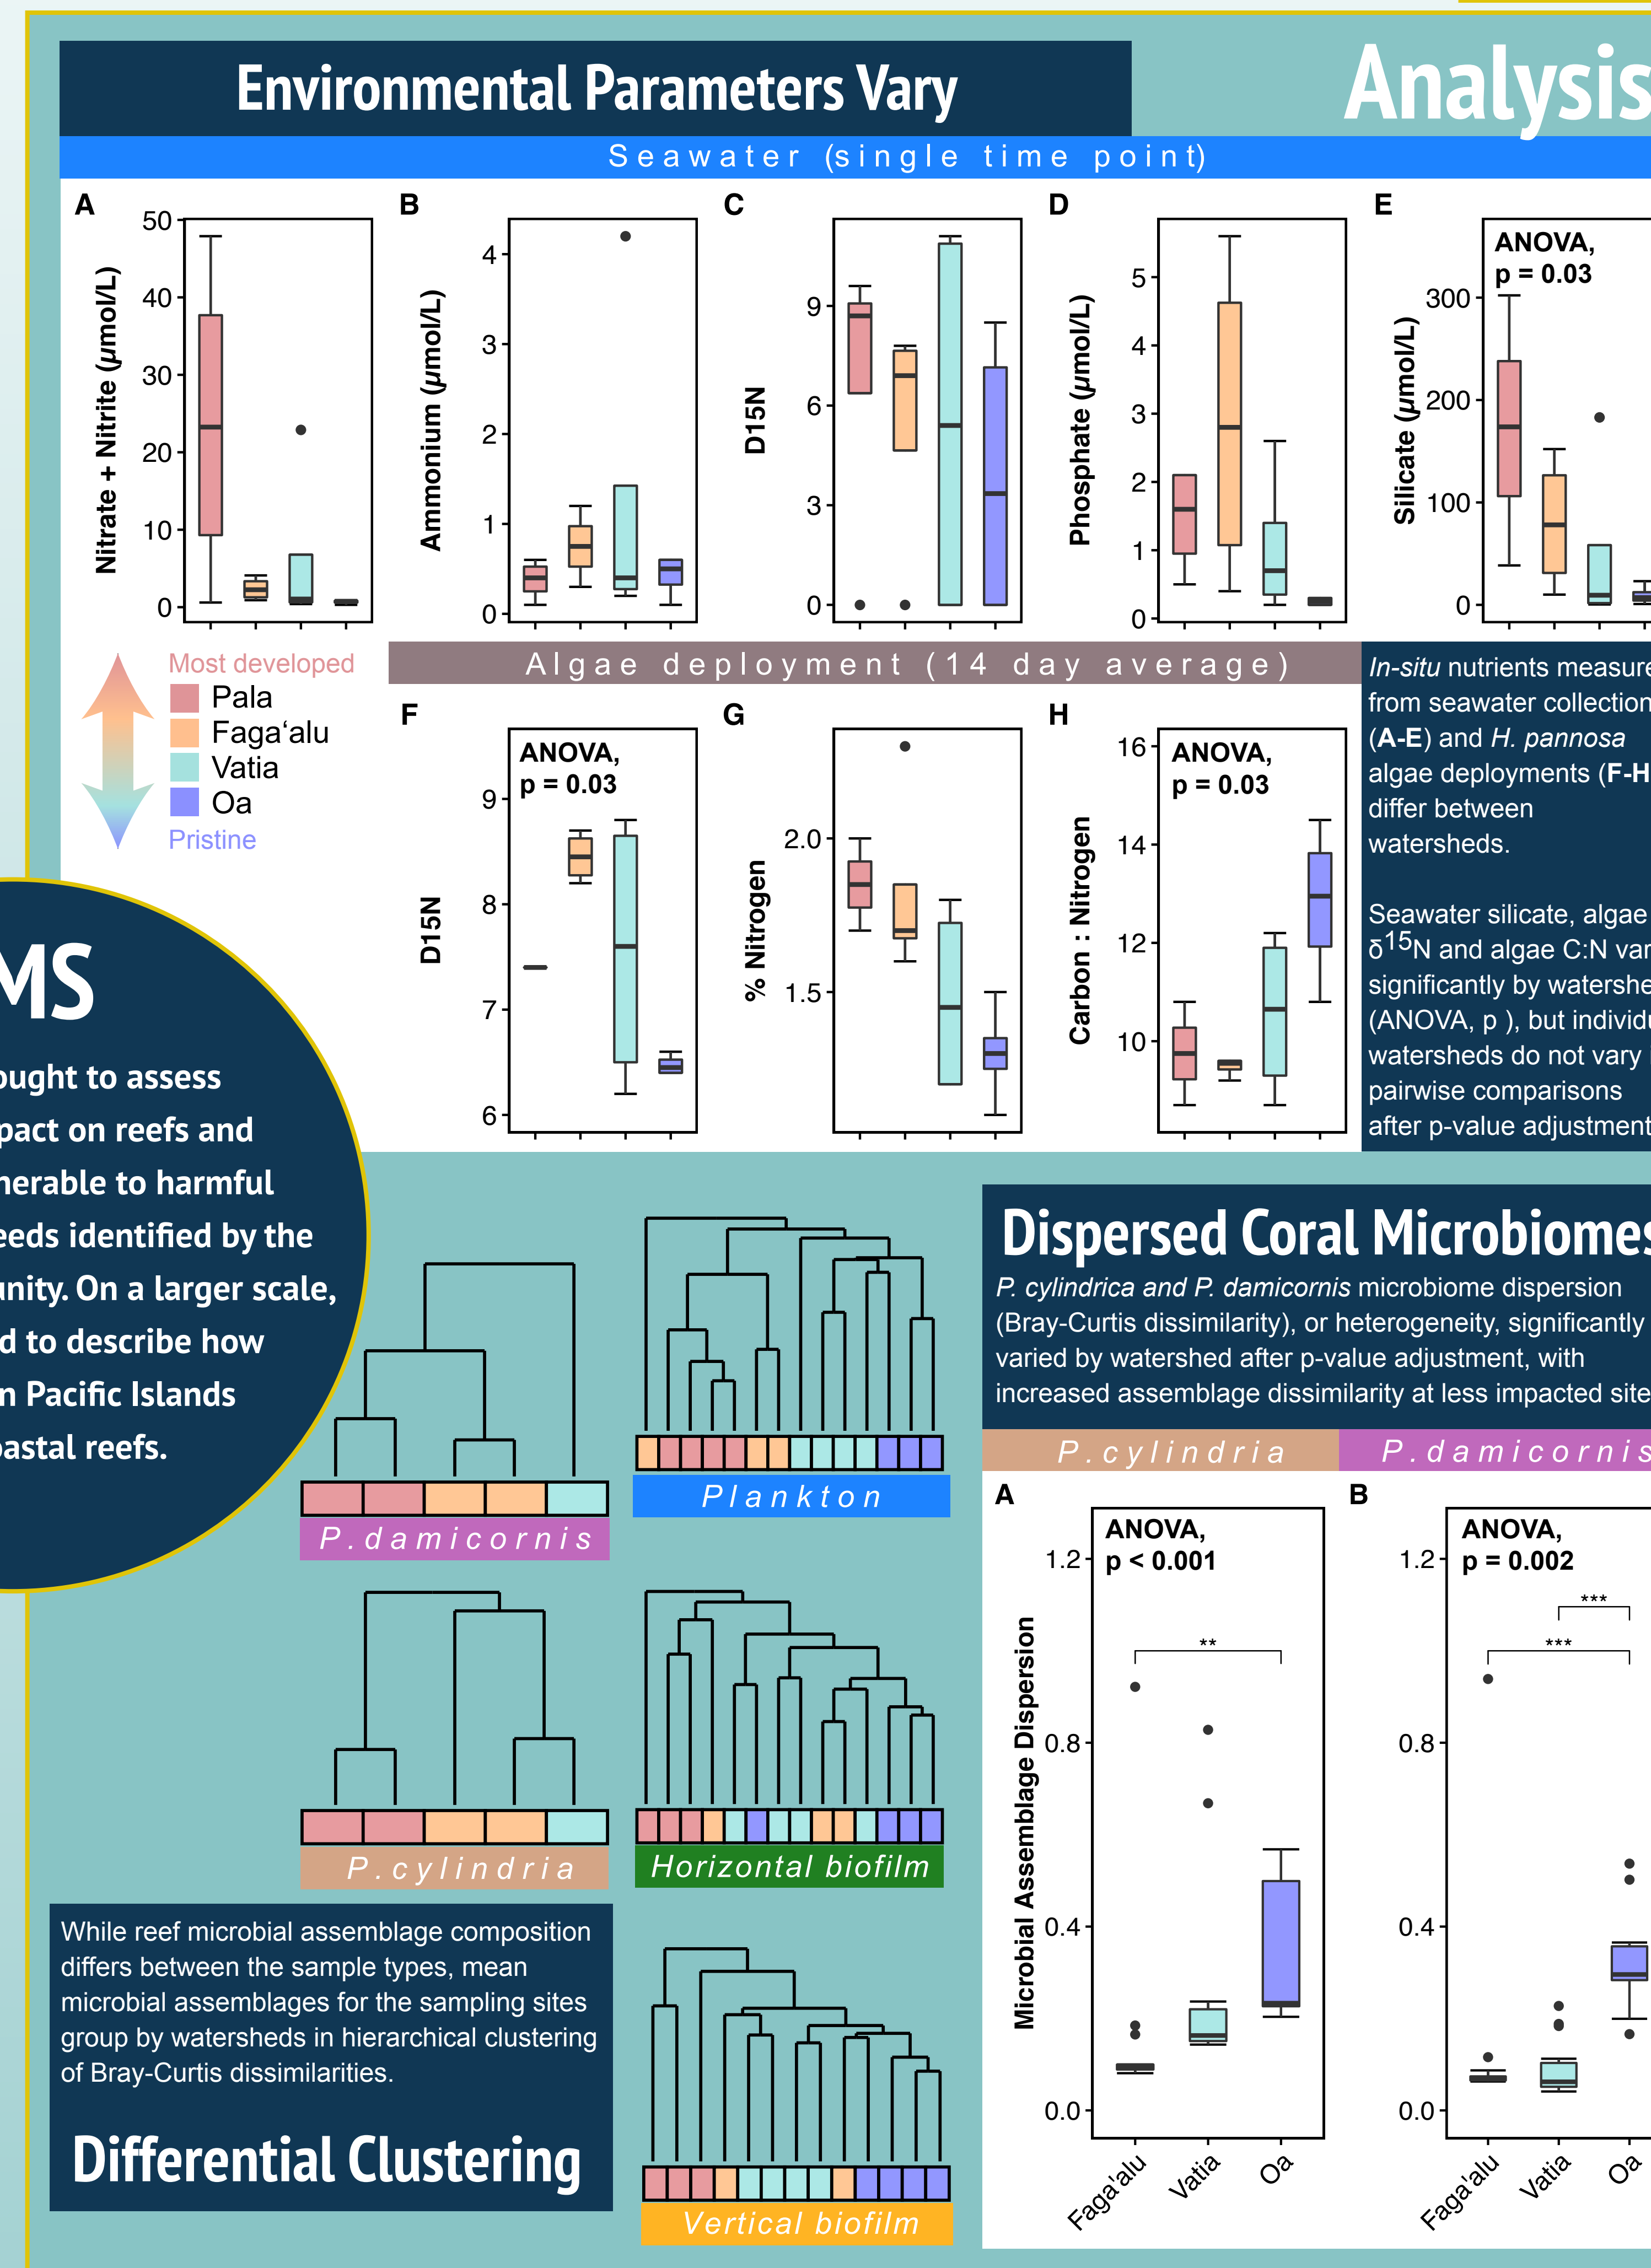 Environmental Parameters Vary
Analysis
Seawater (single time point)
A
Nitrate + Nitrite (µmol/L)
50
40
30
20
10
0
B
Ammonium (µmol/L)
4
3
2
1
0
C
D15N
9
6
3
0
D
Phosphate (µmol/L)
5
4
3
2
1
0
E
Silicate (µmol/L)
ANOVA,
p = 0.03
300
200
100
0
Most developed
Pala
Faga‘alu
Vatia
Oa
Pristine
Algae deployment (14 day average)
F
D15N
ANOVA,
p = 0.03
9
8
7
6
G
% Nitrogen
2.0
1.5
H
Carbon : Nitrogen
ANOVA,
p = 0.03
16
14
12
10
In-situ nutrients measure
from seawater collection
(A-E) and H. pannosa
algae deployments (F-H
differ between
watersheds.
Seawater silicate, algae
δ15N and algae C:N var
significantly by watershe
(ANOVA, p ), but individu
watersheds do not vary
pairwise comparisons
after p-value adjustment
MS
ought to assess
pact on reefs and
nerable to harmful
eeds identified by the
unity. On a larger scale,
d to describe how
n Pacific Islands
oastal reefs.
P.damicornis
Plankton
P.cylindria
Horizontal biofilm
Vertical biofilm
While reef microbial assemblage composition
differs between the sample types, mean
microbial assemblages for the sampling sites
group by watersheds in hierarchical clustering
of Bray-Curtis dissimilarities.
Differential Clustering
Dispersed Coral Microbiomes
P. cylindrica and P. damicornis microbiome dispersion
(Bray-Curtis dissimilarity), or heterogeneity, significantly
varied by watershed after p-value adjustment, with
increased assemblage dissimilarity at less impacted site
P.cylindria
P.damicornis
A
Microbial Assemblage Dispersion
ANOVA,
p < 0.001
**
1.2
0.8
0.4
0.0
Faga'alu
Vatia
Oa
B
ANOVA,
p = 0.002
***
***
1.2
0.8
0.4
0.0
Faga'alu
Vatia
Oa